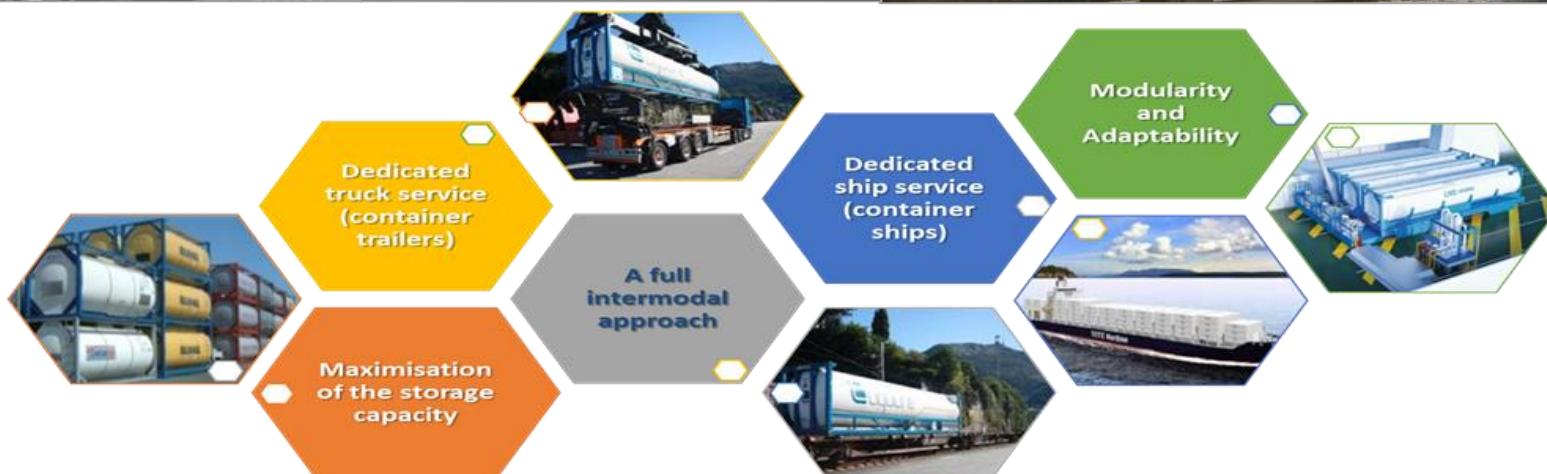 Dedicated
truck service
(container
trailers)
Maximisation
of the storage
capacity
A full
intermodal
approach
Dedicated
ship service
(container
ships)
Modularity
and
Adaptability